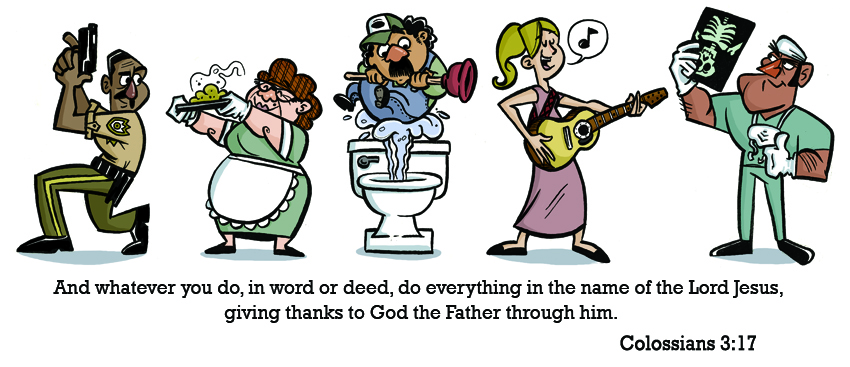 And whatever you do, in word or deed, do everything in the name of the Lord Jesus,
giving thanks to God the Father through him.
Colossians 3:17